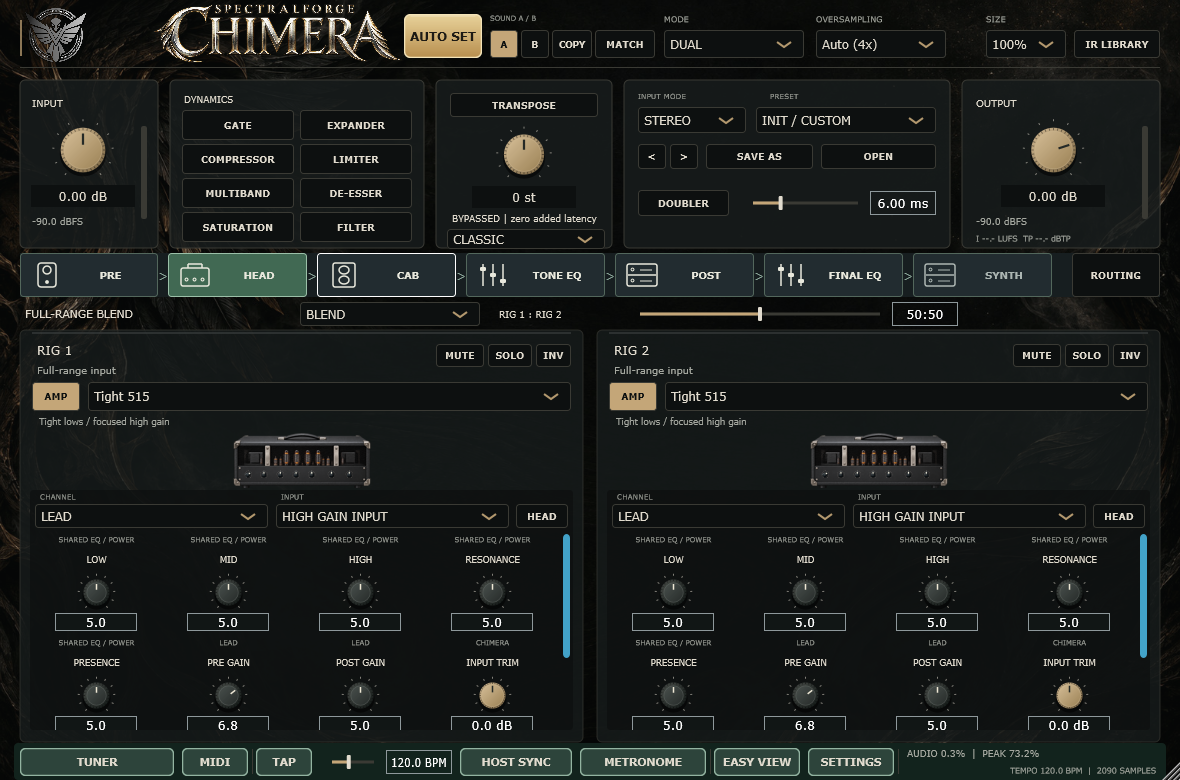 SPECTRALFORGE
CHIMERA
AUTO SET
SOUND A / B
A B COPY MATCH
MODE
DUAL
OVERSAMPLING
Auto (4x)
SIZE
100%
IR LIBRARY
INPUT
0.00 dB
-90.0 dBFS
DYNAMICS
GATE EXPANDER
COMPRESSOR LIMITER
MULTIBAND DE-ESSER
SATURATION FILTER
TRANSPOSE
0 st
BYPASSED | zero added latency
CLASSIC
INPUT MODE PRESET
STEREO INIT / CUSTOM
< > SAVE AS OPEN
DOUBLER 6.00 ms
OUTPUT
0.00 dB
-90.0 dBFS
I --.- LUFS TP --.- dBTP
PRE > HEAD > CAB > TONE EQ > POST > FINAL EQ > SYNTH ROUTING
FULL-RANGE BLEND BLEND RIG 1 : RIG 2 50:50
RIG 1
MUTE SOLO INV
Full-range input
AMP Tight 515
Tight lows / focused high gain
CHANNEL INPUT
LEAD HIGH GAIN INPUT HEAD
SHARED EQ / POWER SHARED EQ / POWER SHARED EQ / POWER SHARED EQ / POWER
LOW MID HIGH RESONANCE
5.0 5.0 5.0 5.0
SHARED EQ / POWER LEAD LEAD CHIMERA
PRESENCE PRE GAIN POST GAIN INPUT TRIM
5.0 6.8 5.0 0.0 dB
RIG 2
MUTE SOLO INV
Full-range input
AMP Tight 515
Tight lows / focused high gain
CHANNEL INPUT
LEAD HIGH GAIN INPUT HEAD
SHARED EQ / POWER SHARED EQ / POWER SHARED EQ / POWER SHARED EQ / POWER
LOW MID HIGH RESONANCE
5.0 5.0 5.0 5.0
SHARED EQ / POWER LEAD LEAD CHIMERA
PRESENCE PRE GAIN POST GAIN INPUT TRIM
5.0 6.8 5.0 0.0 dB
TUNER MIDI TAP 120.0 BPM HOST SYNC METRONOME EASY VIEW SETTINGS
AUDIO 0.3% | PEAK 73.2%
TEMPO 120.0 BPM | 2090 SAMPLES